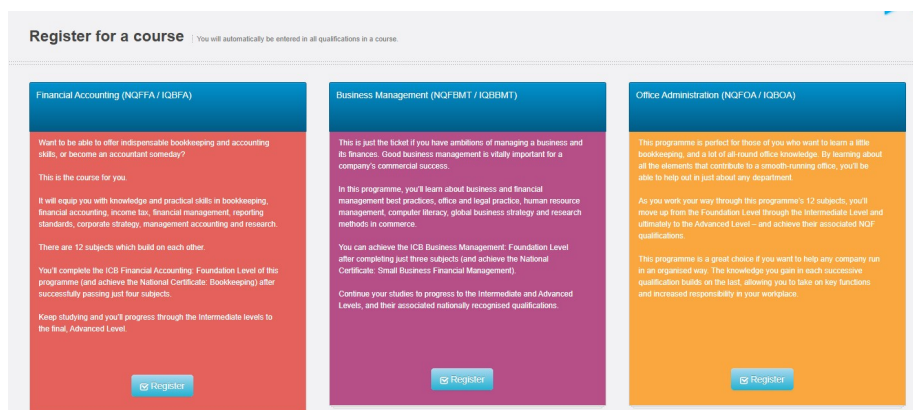 Register for a course | You will automatically be entered in all qualifications in a course.
Financial Accounting (NQFFA / IQBFA)
Want to be able to offer indispensable bookkeeping and accounting
skills, or become an accountant someday?
This is the course for you.
It will equip you with knowledge and practical skills in bookkeeping,
financial accounting, income tax, financial management, reporting
standards, corporate strategy, management accounting and research.
There are 12 subjects which build on each other.
You'll complete the ICB Financial Accounting: Foundation Level of this
programme (and achieve the National Certificate: Bookkeeping) after
successfully passing just four subjects.
Keep studying and you'll progress through the Intermediate levels to
the final, Advanced Level.
Register
Business Management (NQFBMT / IQBBMT)
This is just the ticket if you have ambitions of managing a business and
its finances. Good business management is vitally important for a
company's commercial success.
In this programme, you'll learn about business and financial
management best practices, office and legal practice, human resource
management, computer literacy, global business strategy and research
methods in commerce.
You can achieve the ICB Business Management: Foundation Level
after completing just three subjects (and achieve the National
Certificate: Small Business Financial Management).
Continue your studies to progress to the Intermediate and Advanced
Levels, and their associated nationally recognised qualifications.
Register
Office Administration (NQFOA / IQBOA)
This programme is perfect for those of you who want to learn a little
bookkeeping, and a lot of all-round office knowledge. By learning about
all the elements that contribute to a smooth-running office, you'll be
able to help out in just about any department.
As you work your way through this programme's 12 subjects, you'll
move up from the Foundation Level through the Intermediate Level and
ultimately to the Advanced Level – and achieve their associated NQF
qualifications.
This programme is a great choice if you want to help any company run
in an organised way. The knowledge you gain in each successive
qualification builds on the last, allowing you to take on key functions
and increased responsibility in your workplace.
Register